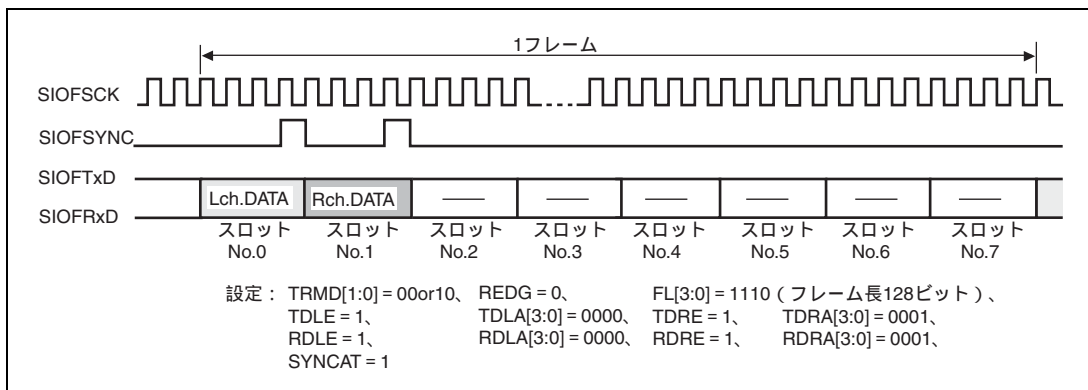 1フレーム
SIOFSCK
SIOFSYNC
SIOFTxD
SIOFRxD
Lch.DATA Rch.DATA ― ― ― ― ― ―
スロット スロット スロット スロット スロット スロット スロット スロット
No.0 No.1 No.2 No.3 No.4 No.5 No.6 No.7
設定： TRMD[1:0] = 00or10、 REDG = 0、 FL[3:0] = 1110（フレーム長128ビット）、
TDLE = 1、 TDLA[3:0] = 0000、 TDRE = 1、 TDRA[3:0] = 0001、
RDLE = 1、 RDLA[3:0] = 0000、 RDRE = 1、 RDRA[3:0] = 0001、
SYNCAT = 1